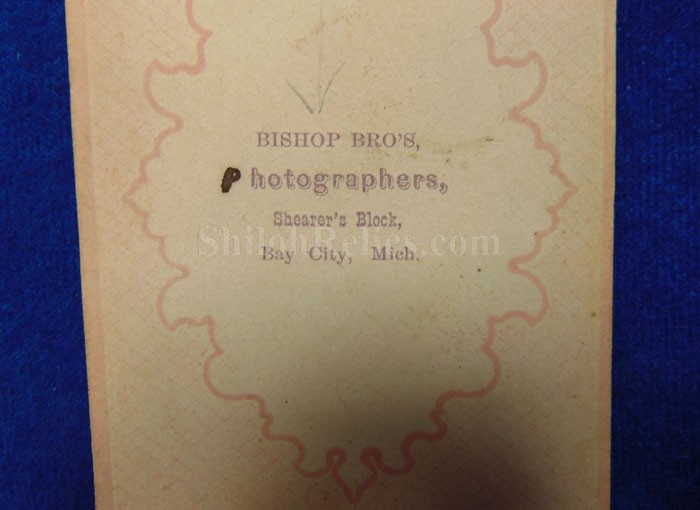 BISHOP BRO'S,
Photographers,
Shearer's Block,
ShilohRelics.com
Bay City, Mich.